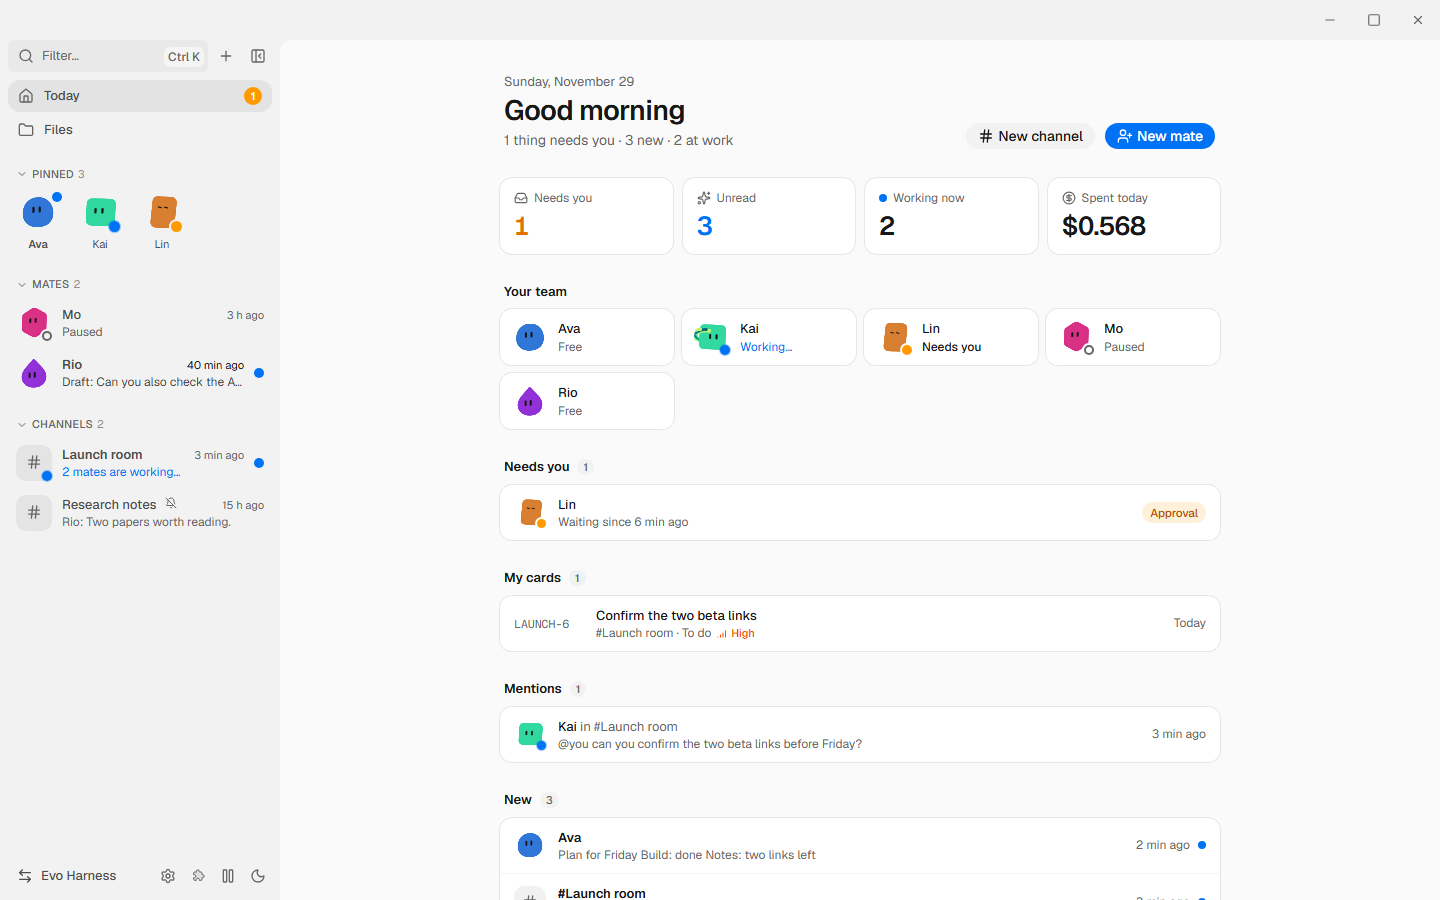 Filter...
Ctrl K
Today
1
Files
PINNED 3
Ava
Kai
Lin
MATES 2
Mo
3 h ago
Paused
Rio
40 min ago
Draft: Can you also check the A...
CHANNELS 2
Launch room
3 min ago
2 mates are working...
Research notes
15 h ago
Rio: Two papers worth reading.
Evo Harness
Sunday, November 29
Good morning
1 thing needs you · 3 new · 2 at work
New channel
New mate
Needs you
1
Unread
3
Working now
2
Spent today
$0.568
Your team
Ava
Free
Kai
Working...
Lin
Needs you
Mo
Paused
Rio
Free
Needs you 1
Lin
Waiting since 6 min ago
Approval
My cards 1
LAUNCH-6
Confirm the two beta links
#Launch room · To do High
Today
Mentions 1
Kai in #Launch room
@you can you confirm the two beta links before Friday?
3 min ago
New 3
Ava
Plan for Friday Build: done Notes: two links left
2 min ago
#Launch room